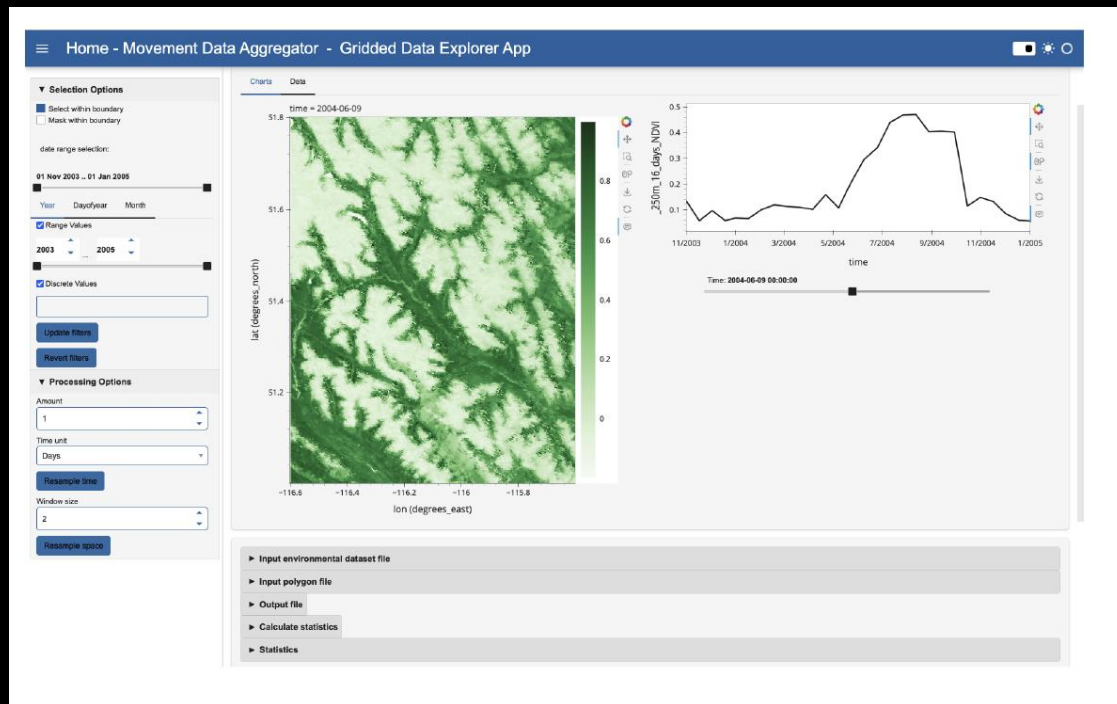 Home - Movement Data Aggregator - Gridded Data Explorer App
▼ Selection Options
Select within boundary
Mask within boundary
date range selection:
01 Nov 2003 .. 01 Jan 2005
Year Dayofyear Month
Range Values
2003 ... 2005
Discrete Values
Update filters
Revert filters
▼ Processing Options
Amount
1
Time unit
Days
Resample time
Window size
2
Resample space
Charts Data
time = 2004-06-09
51.8
51.6
51.4
51.2
lat (degrees_north)
−116.6 −116.4 −116.2 −116 −115.8
lon (degrees_east)
0.8
0.6
0.4
0.2
0
0.5
0.4
0.3
0.2
0.1
_250m_16_days_NDVI
11/2003 1/2004 3/2004 5/2004 7/2004 9/2004 11/2004 1/2005
time
Time: 2004-06-09 00:00:00
► Input environmental dataset file
► Input polygon file
► Output file
► Calculate statistics
► Statistics